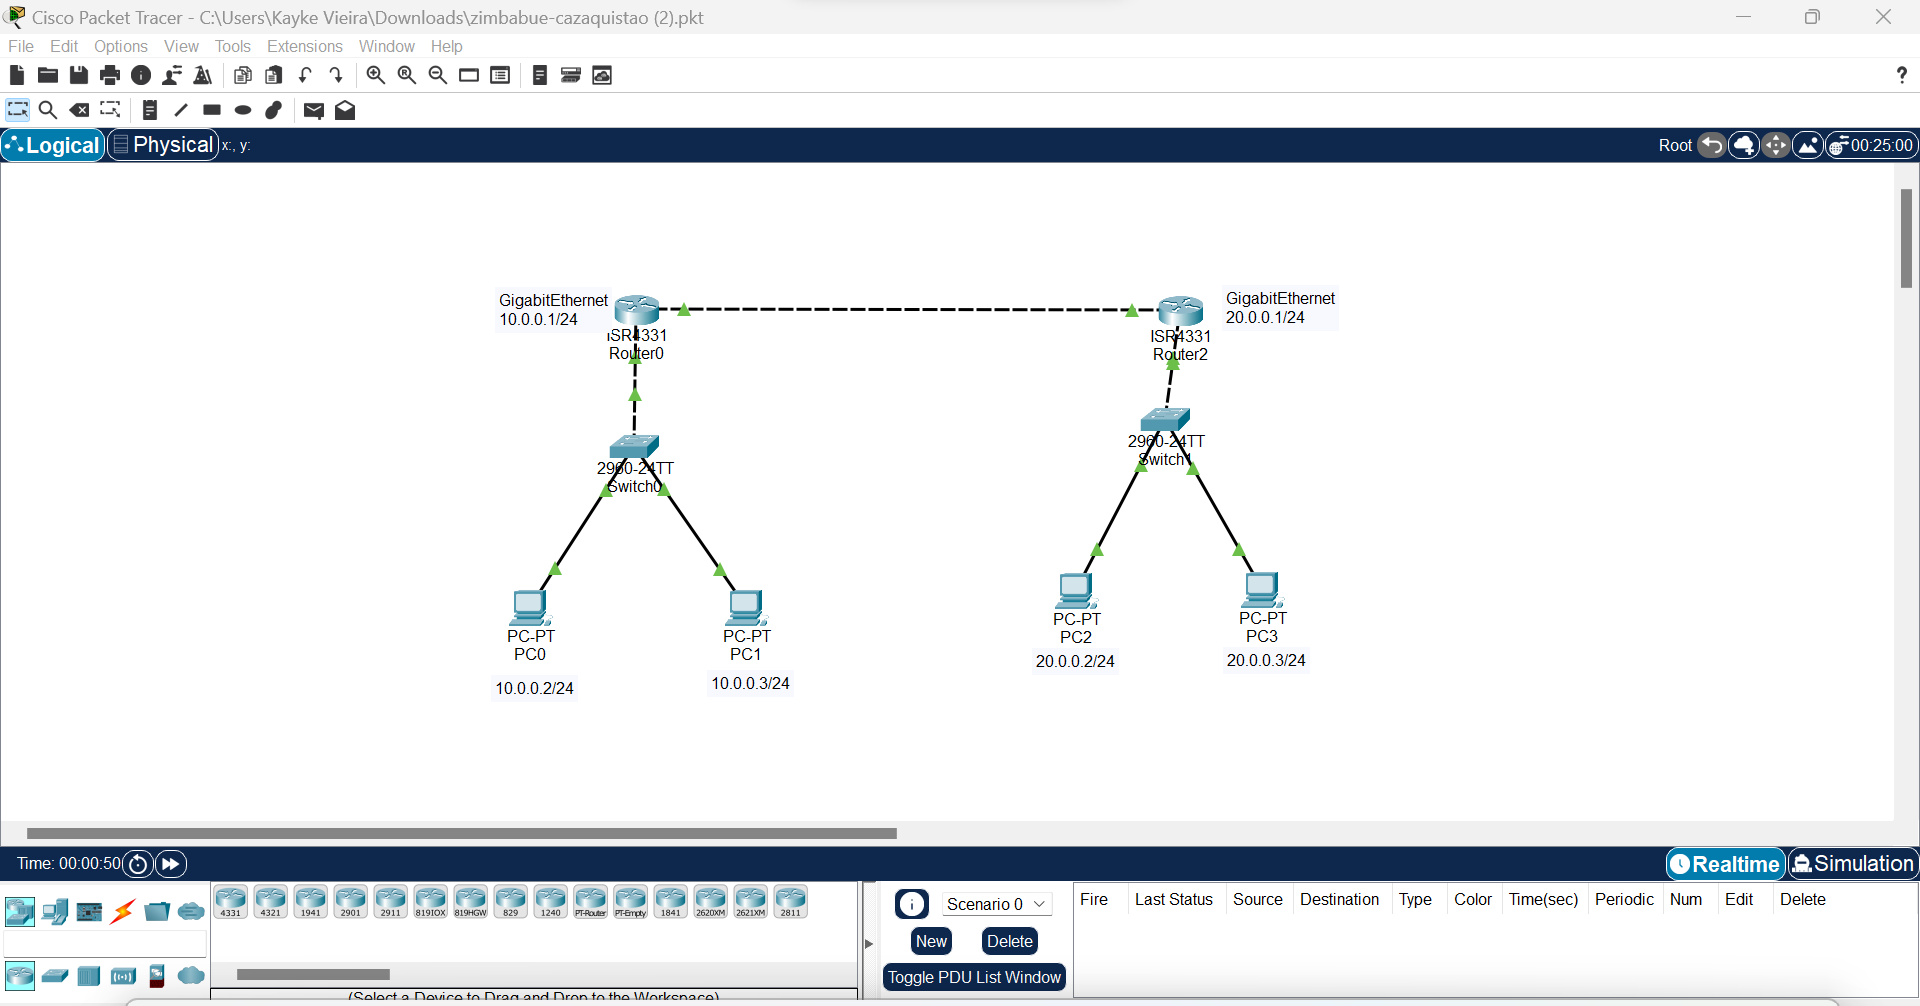 Cisco Packet Tracer - C:\Users\Kayke Vieira\Downloads\zimbabue-cazaquistao (2).pkt
File Edit Options View Tools Extensions Window Help
?
Logical Physical x:, y: Root 00:25:00
GigabitEthernet
10.0.0.1/24
ISR4331
Router0
GigabitEthernet
20.0.0.1/24
ISR4331
Router2
2960-24TT
Switch0
2960-24TT
Switch1
PC-PT
PC0
10.0.0.2/24
PC-PT
PC1
10.0.0.3/24
PC-PT
PC2
20.0.0.2/24
PC-PT
PC3
20.0.0.3/24
Time: 00:00:50 Realtime Simulation
4331 4321 1941 2901 2911 819IOX 819HGW 829 1240 PT-Router PT-Empty 1841 2620XM 2621XM 2811
(Select a Device to Drag and Drop to the Workspace)
Scenario 0
New Delete
Toggle PDU List Window
Fire Last Status Source Destination Type Color Time(sec) Periodic Num Edit Delete